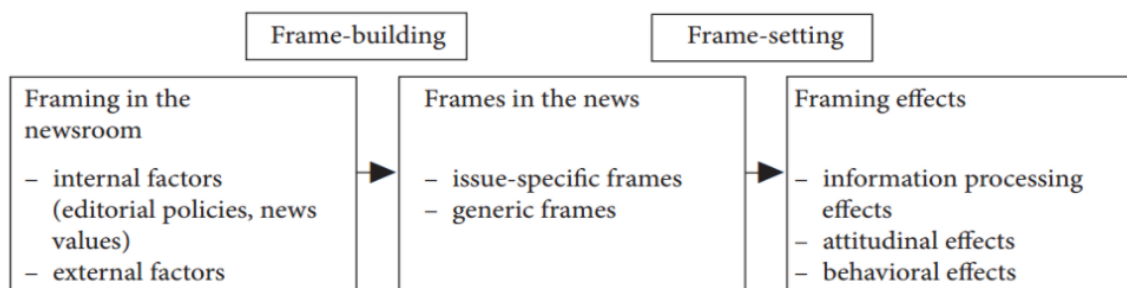 Frame-building
Frame-setting
Framing in the
newsroom
– internal factors
(editorial policies, news
values)
– external factors
Frames in the news
– issue-specific frames
– generic frames
Framing effects
– information processing
effects
– attitudinal effects
– behavioral effects